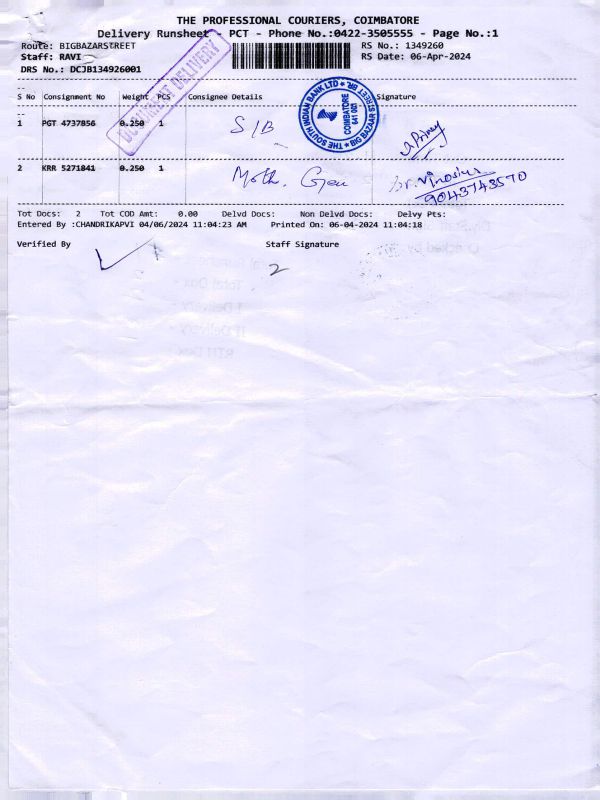 THE PROFESSIONAL COURIERS, COIMBATORE
Delivery Runsheet - PCT - Phone No.:0422-3505555 - Page No.:1
Route: BIGBAZARSTREET
RS No.: 1349260
Staff: RAVI
RS Date: 06-Apr-2024
DRS No.: DCJB134926001
DOCUMENT DELIVERY
S No Consignment No Weight PCS Consignee Details Signature
1 PGT 4737856 0.250 1 S/B
THE SOUTH INDIAN BANK LTD ★ BIG BAZAAR STREET BR.
COIMBATORE
641 001
2 KRR 5271841 0.250 1 Moth. Gen
9043743570
Tot Docs: 2 Tot COD Amt: 0.00 Delvd Docs: Non Delvd Docs: Delvy Pts:
Entered By :CHANDRIKAPVI 04/06/2024 11:04:23 AM Printed On: 06-04-2024 11:04:18
Verified By Staff Signature
2